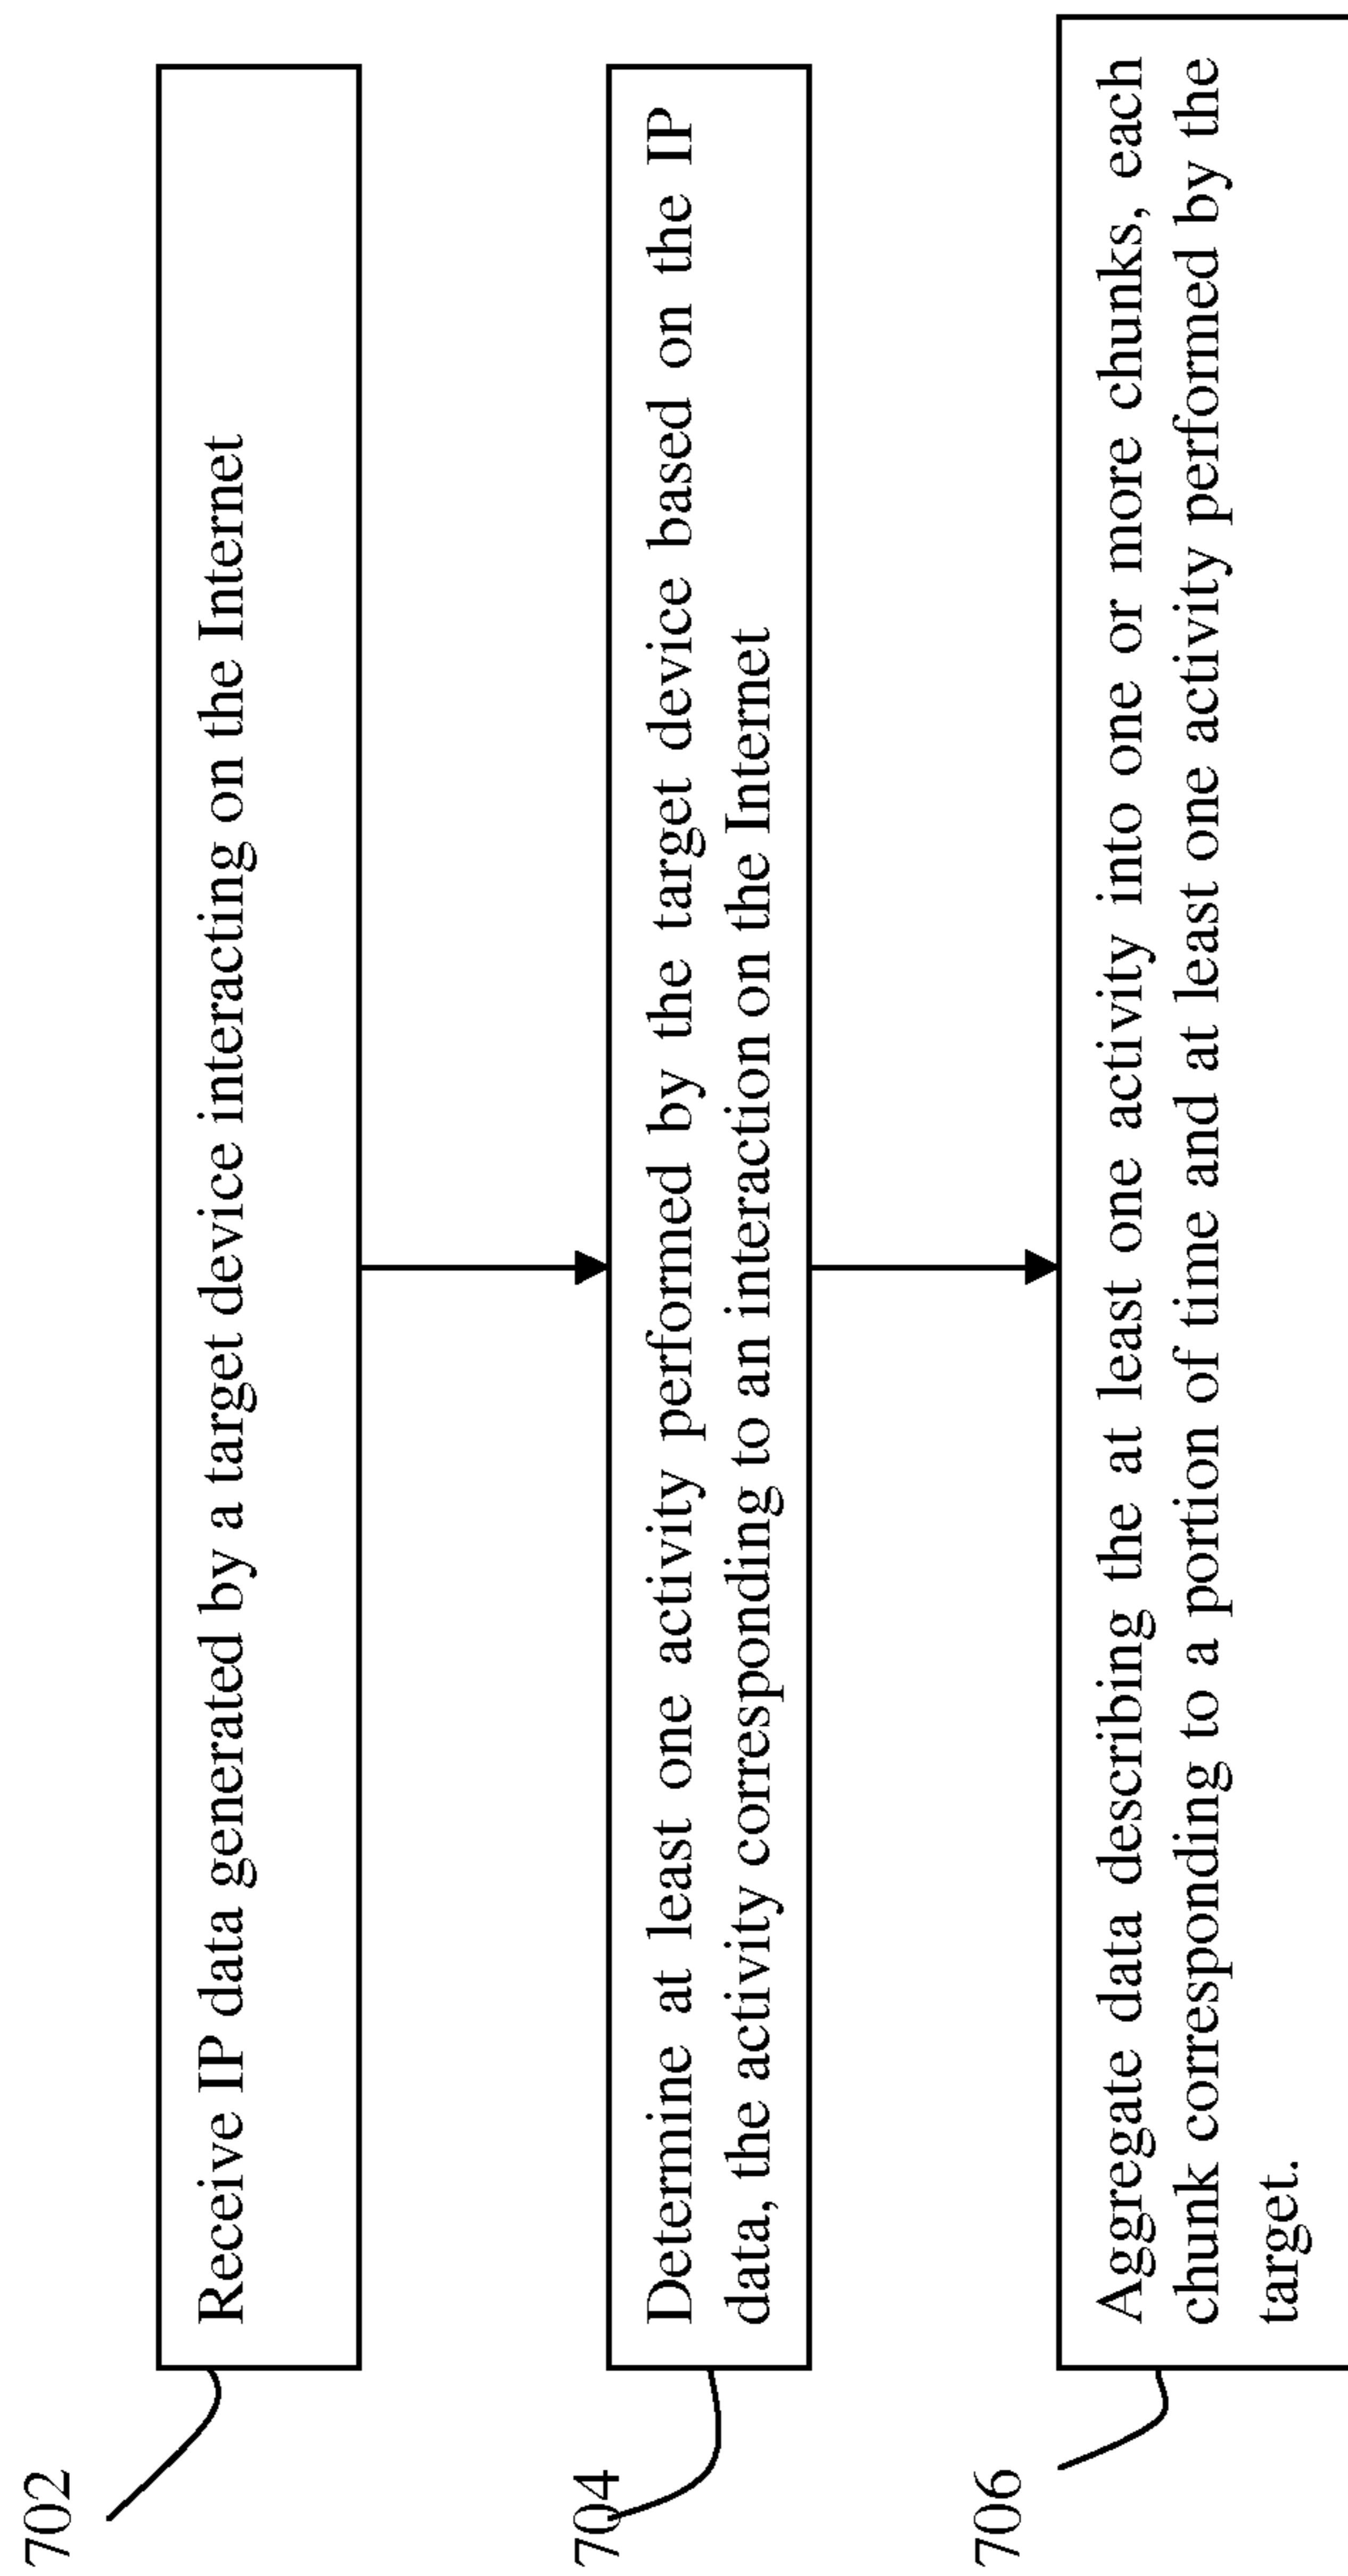 702
Receive IP data generated by a target device interacting on the Internet
704
Determine at least one activity performed by the target device based on the IP
data, the activity corresponding to an interaction on the Internet
706
Aggregate data describing the at least one activity into one or more chunks, each
chunk corresponding to a portion of time and at least one activity performed by the
target.